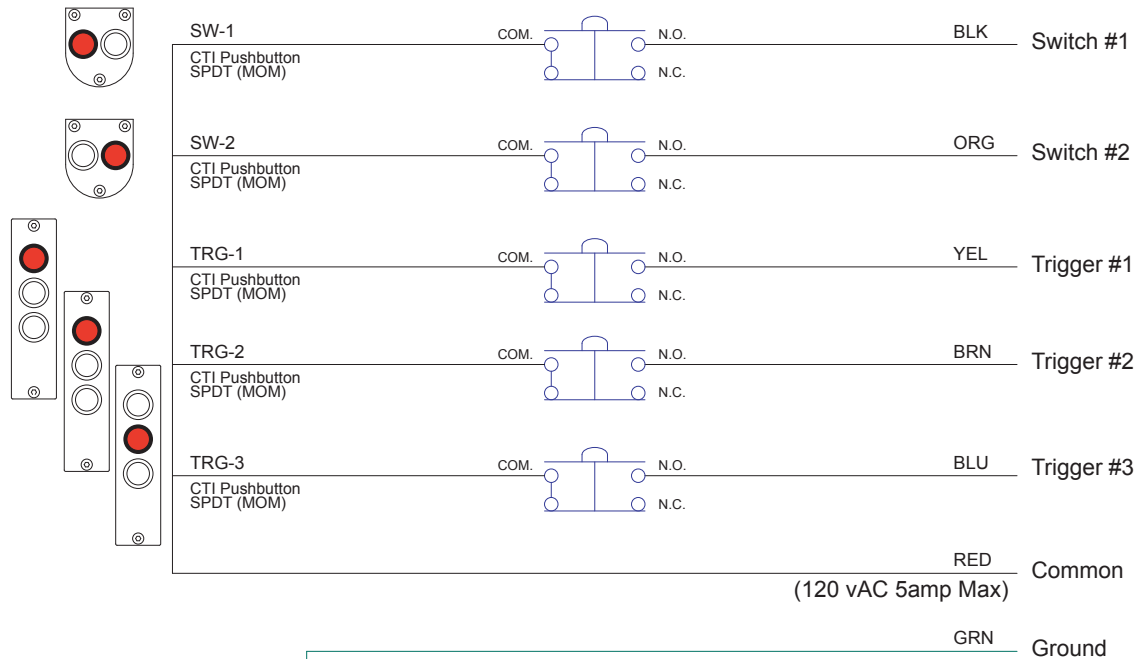 SW-1 COM. N.O. BLK Switch #1
CTI Pushbutton
SPDT (MOM) N.C.
SW-2 COM. N.O. ORG Switch #2
CTI Pushbutton
SPDT (MOM) N.C.
TRG-1 COM. N.O. YEL Trigger #1
CTI Pushbutton
SPDT (MOM) N.C.
TRG-2 COM. N.O. BRN Trigger #2
CTI Pushbutton
SPDT (MOM) N.C.
TRG-3 COM. N.O. BLU Trigger #3
CTI Pushbutton
SPDT (MOM) N.C.
RED Common
(120 vAC 5amp Max)
GRN Ground